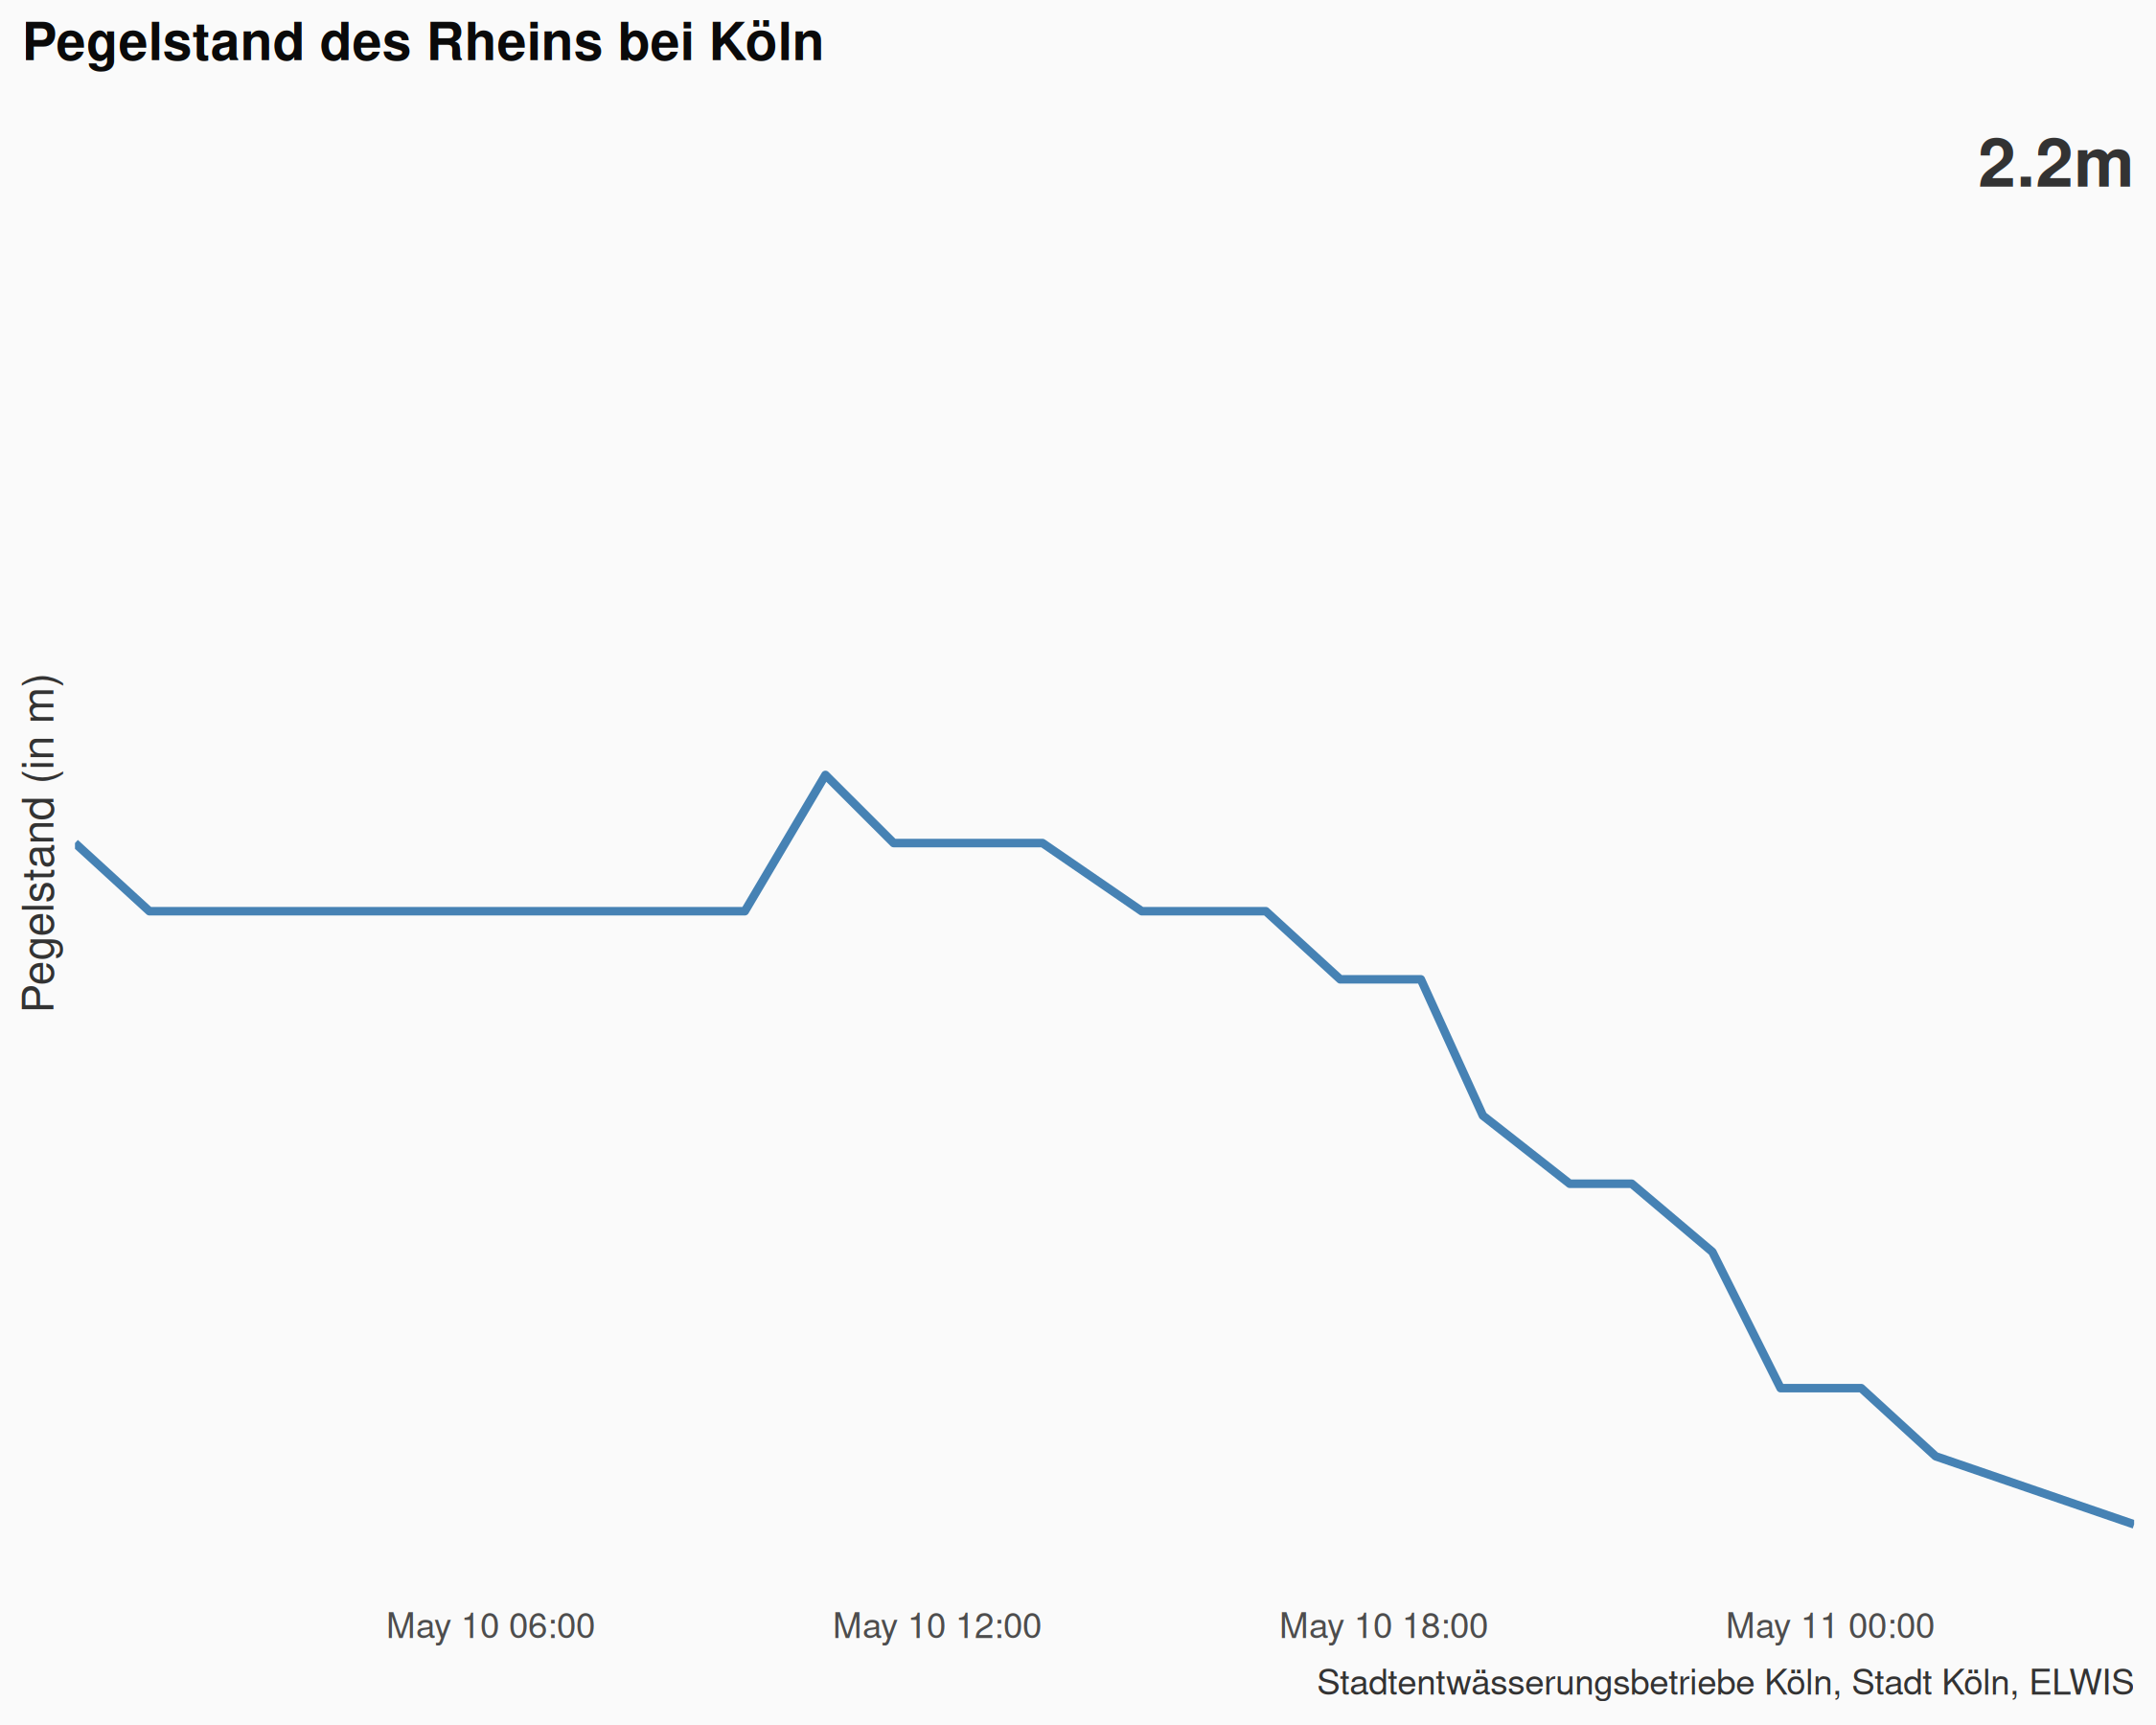 Pegelstand des Rheins bei Köln
2.2m
Pegelstand (in m)
May 10 06:00
May 10 12:00
May 10 18:00
May 11 00:00
Stadtentwässerungsbetriebe Köln, Stadt Köln, ELWIS